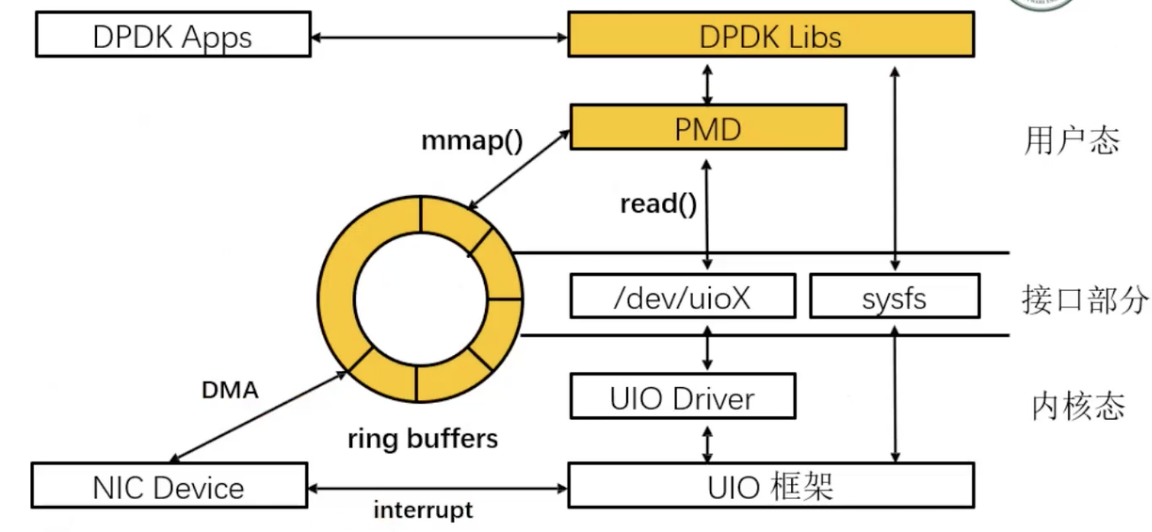 DPDK Apps
DPDK Libs
PMD
mmap()
用户态
read()
/dev/uioX
sysfs
接口部分
DMA
UIO Driver
内核态
ring buffers
NIC Device
interrupt
UIO 框架